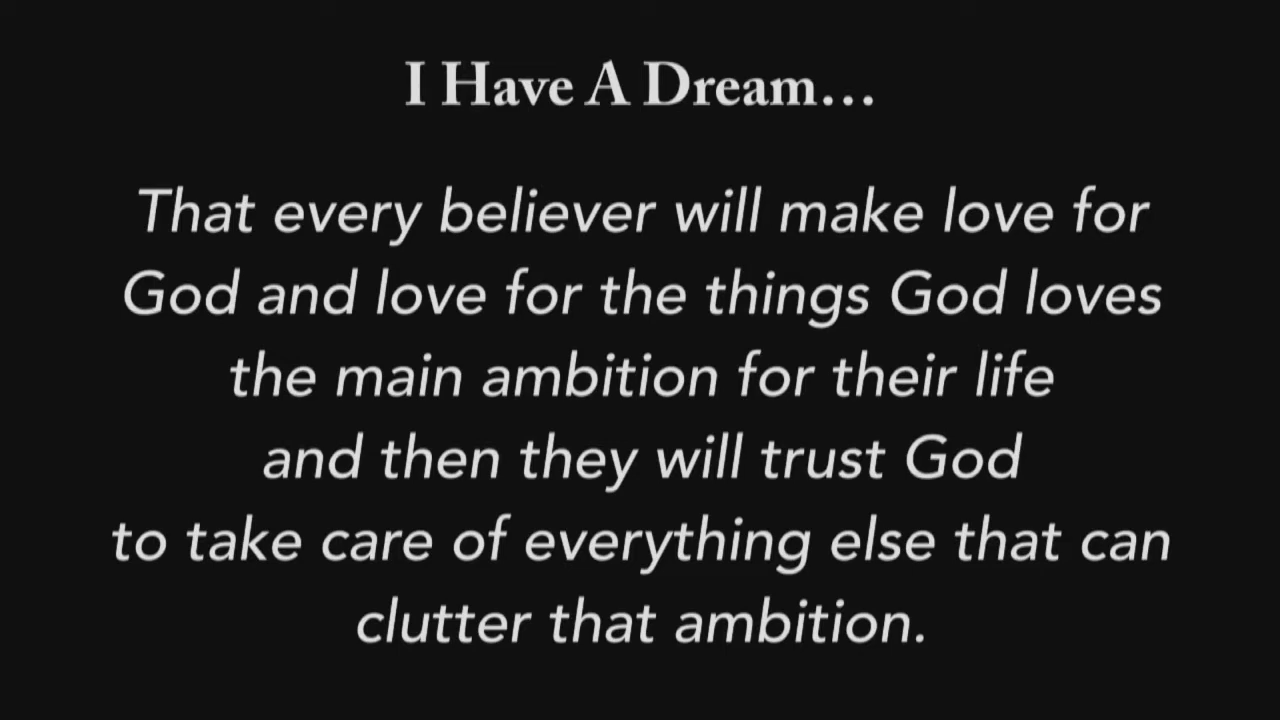 I Have A Dream…
That every believer will make love for
God and love for the things God loves
the main ambition for their life
and then they will trust God
to take care of everything else that can
clutter that ambition.